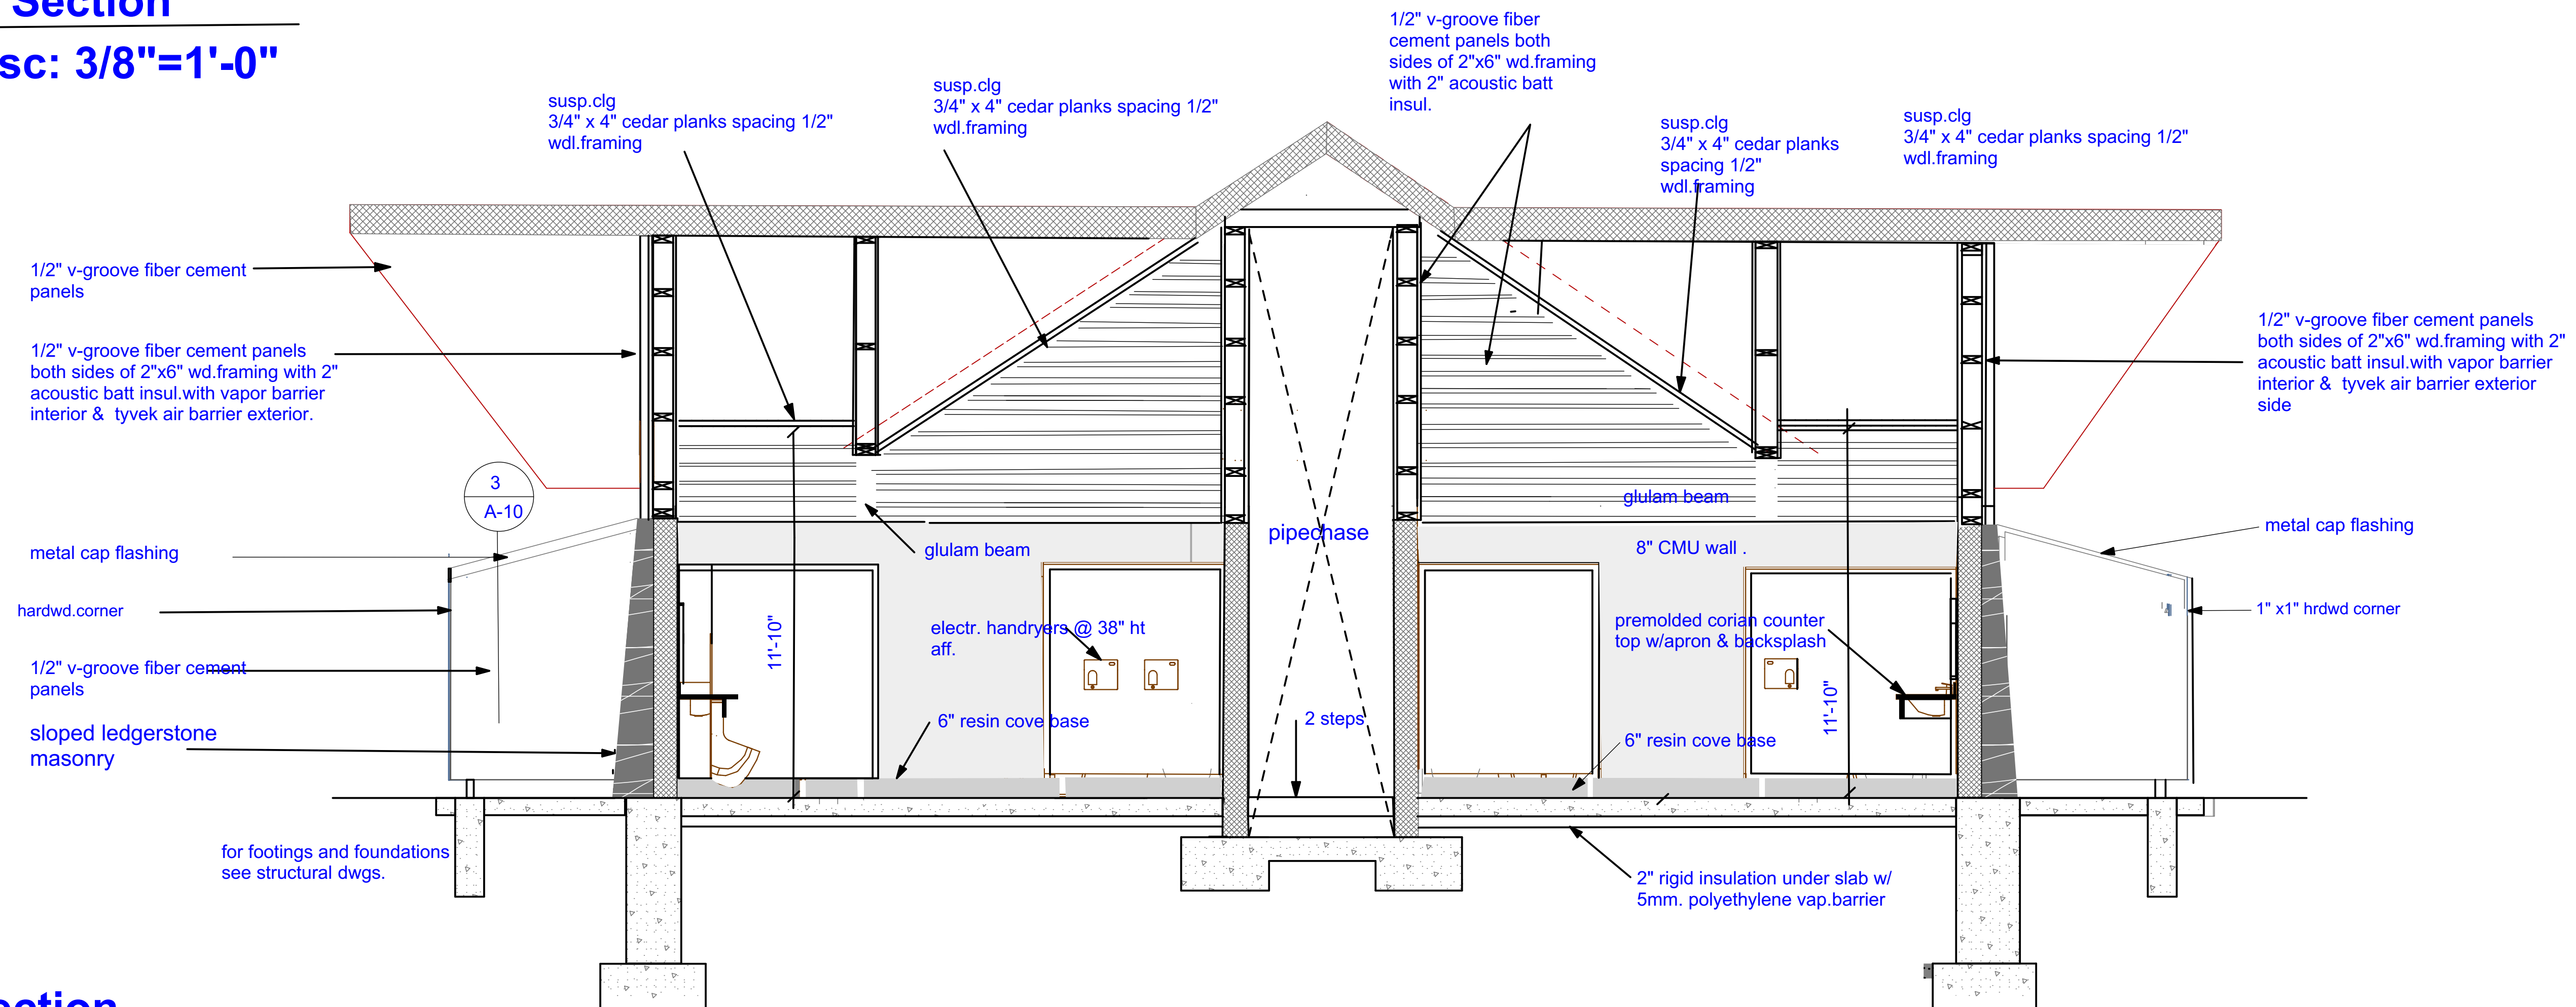 Section
sc: 3/8"=1'-0"
susp.clg
3/4" x 4" cedar planks spacing 1/2"
wdl.framing
susp.clg
3/4" x 4" cedar planks spacing 1/2"
wdl.framing
1/2" v-groove fiber
cement panels both
sides of 2"x6" wd.framing
with 2" acoustic batt
insul.
susp.clg
3/4" x 4" cedar planks
spacing 1/2"
wdl.framing
susp.clg
3/4" x 4" cedar planks spacing 1/2"
wdl.framing
1/2" v-groove fiber cement
panels
1/2" v-groove fiber cement panels
both sides of 2"x6" wd.framing with 2"
acoustic batt insul.with vapor barrier
interior & tyvek air barrier exterior.
1/2" v-groove fiber cement panels
both sides of 2"x6" wd.framing with 2"
acoustic batt insul.with vapor barrier
interior & tyvek air barrier exterior
side
3
A-10
metal cap flashing
hardwd.corner
1/2" v-groove fiber cement
panels
sloped ledgerstone
masonry
for footings and foundations
see structural dwgs.
11'-10"
glulam beam
electr. handryers @ 38" ht
aff.
6" resin cove base
pipechase
2 steps
glulam beam
8" CMU wall .
premolded corian counter
top w/apron & backsplash
11'-10"
6" resin cove base
2" rigid insulation under slab w/
5mm. polyethylene vap.barrier
metal cap flashing
1" x1" hrdwd corner